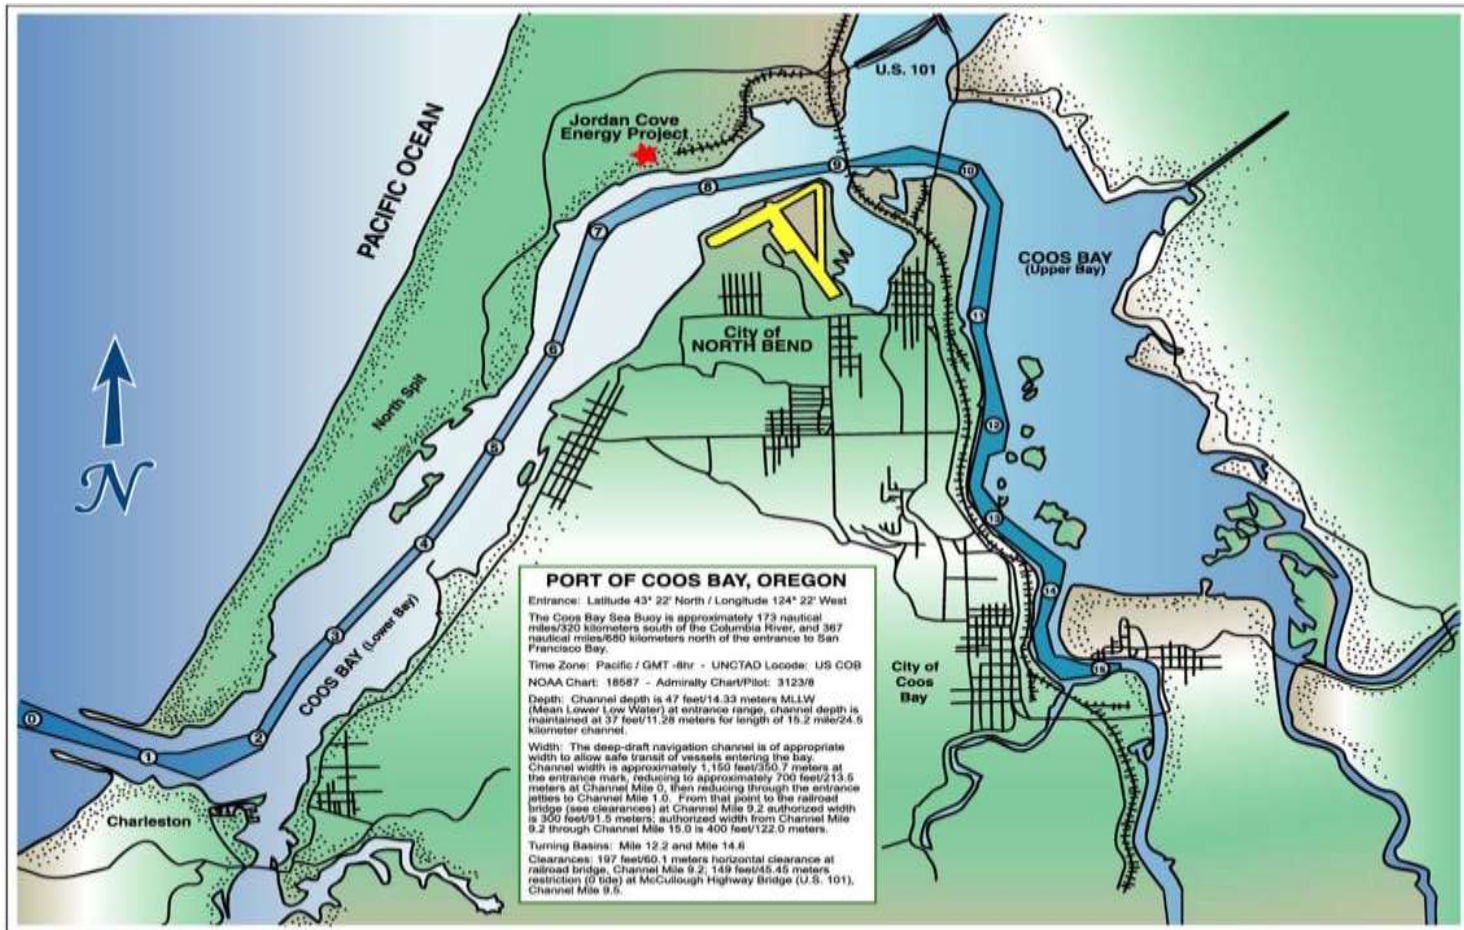 U.S. 101
Jordan Cove
Energy Project
PACIFIC OCEAN
9
10
8
7
COOS BAY
(Upper Bay)
11
City of
NORTH BEND
6
North Spit
12
5
N
13
4
PORT OF COOS BAY, OREGON
Entrance: Latitude 43° 22' North / Longitude 124° 22' West
The Coos Bay Sea Buoy is approximately 173 nautical
miles/320 kilometers south of the Columbia River, and 367
nautical miles/680 kilometers north of the entrance to San
Francisco Bay.
Time Zone: Pacific / GMT -8hr - UNCTAD Locode: US COB
NOAA Chart: 18587 - Admiralty Chart/Pilot: 3123/8
Depth: Channel depth is 47 feet/14.33 meters MLLW
(Mean Lower Low Water) at entrance range, channel depth is
maintained at 37 feet/11.28 meters for length of 15.2 mile/24.5
kilometer channel.
Width: The deep-draft navigation channel is of appropriate
width to allow safe transit of vessels entering the bay.
Channel width is approximately 1,150 feet/350.7 meters at
the entrance mark, reducing to approximately 700 feet/213.5
meters at Channel Mile 0, then reducing through the entrance
jetties to Channel Mile 1.0. From that point to the railroad
bridge (see clearances) at Channel Mile 9.2 authorized width
is 300 feet/91.5 meters; authorized width from Channel Mile
9.2 through Channel Mile 15.0 is 400 feet/122.0 meters.
Turning Basins: Mile 12.2 and Mile 14.6
Clearances: 197 feet/60.1 meters horizontal clearance at
railroad bridge, Channel Mile 9.2; 149 feet/45.45 meters
restriction (0 tide) at McCullough Highway Bridge (U.S. 101),
Channel Mile 9.5.
14
3
COOS BAY (Lower Bay)
City of
Coos
Bay
15
0
2
1
Charleston